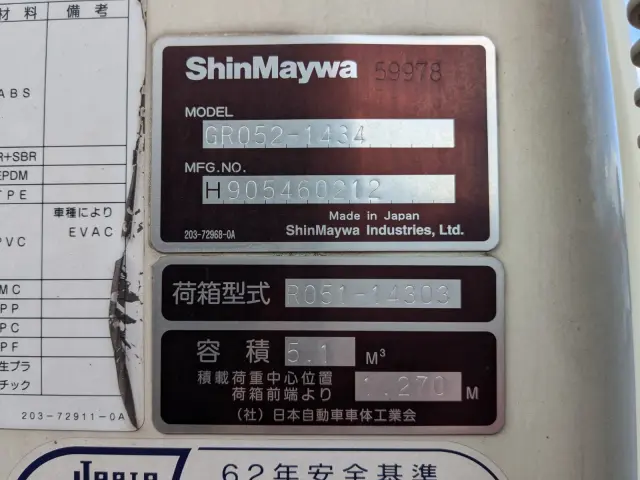 材料 備考
ABS
R+SBR
EPDM
TPE
PVC 車種により EVAC
MC
PP
PC
PF
生プラ
チック
203-72911-0A
ShinMaywa 59978
MODEL
GR052-1434
MFG.NO.
H905460212
Made in Japan
203-72968-0A ShinMaywa Industries, Ltd.
荷箱型式 R051-14303
容積 5.1 M³
積載荷重中心位置
荷箱前端より 1.270 M
(社)日本自動車車体工業会
62年安全基準